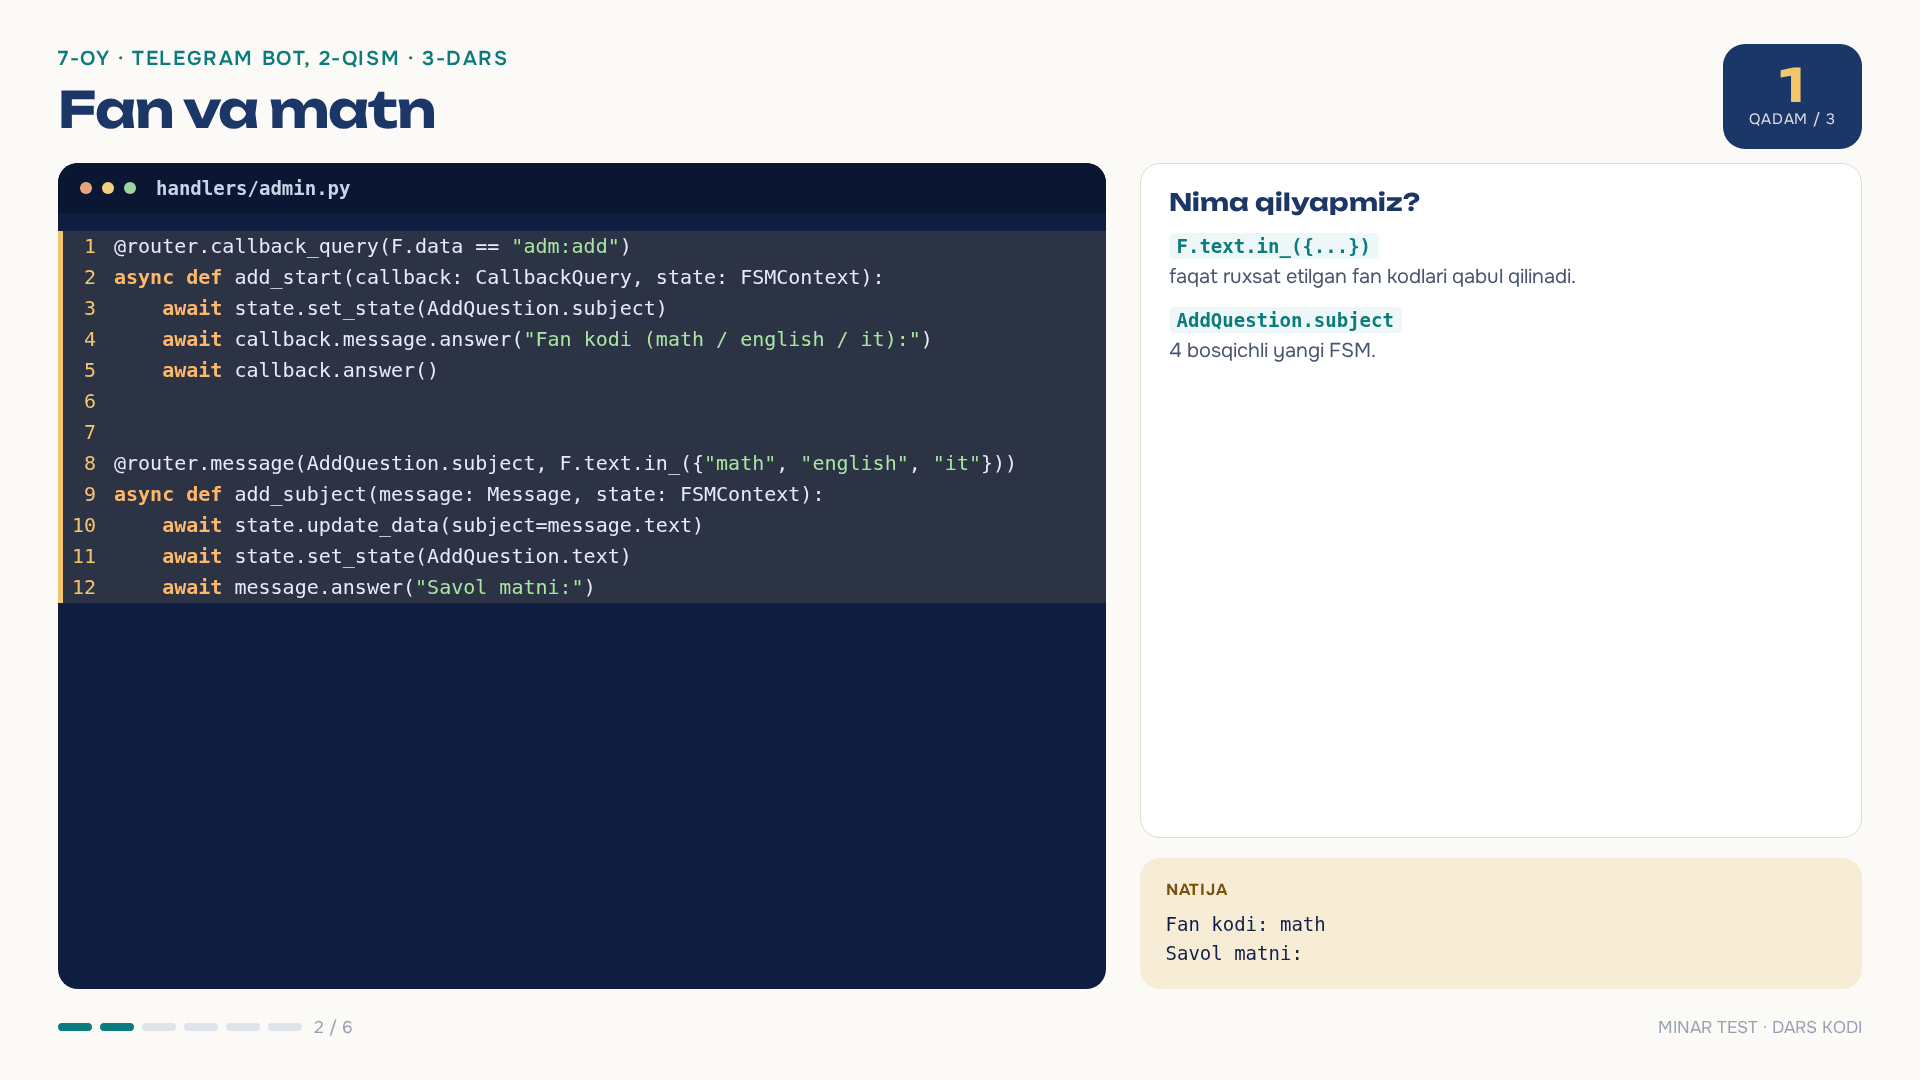 7-OY · TELEGRAM BOT, 2-QISM · 3-DARS
Fan va matn
1
QADAM / 3
handlers/admin.py
1 @router.callback_query(F.data == "adm:add")
2 async def add_start(callback: CallbackQuery, state: FSMContext):
3     await state.set_state(AddQuestion.subject)
4     await callback.message.answer("Fan kodi (math / english / it):")
5     await callback.answer()
6
7
8 @router.message(AddQuestion.subject, F.text.in_({"math", "english", "it"}))
9 async def add_subject(message: Message, state: FSMContext):
10     await state.update_data(subject=message.text)
11     await state.set_state(AddQuestion.text)
12     await message.answer("Savol matni:")
Nima qilyapmiz?
F.text.in_({...})
faqat ruxsat etilgan fan kodlari qabul qilinadi.
AddQuestion.subject
4 bosqichli yangi FSM.
NATIJA
Fan kodi: math
Savol matni:
2 / 6
MINAR TEST · DARS KODI